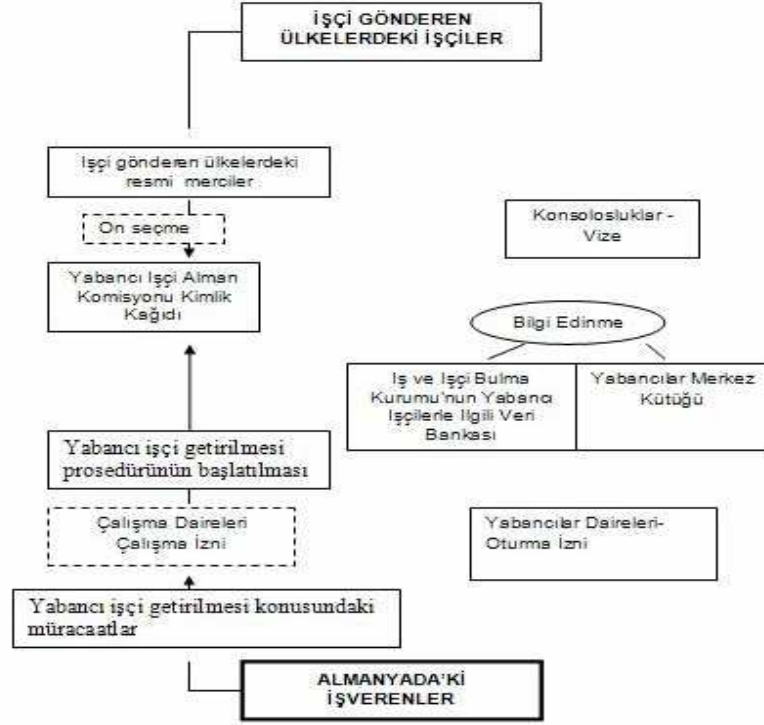 İŞÇİ GÖNDEREN
ÜLKELERDEKİ İŞÇİLER
Işçi gönderen ülkelerdeki
resmi merciler
On seçme
Konsolosluklar -
Vize
Yabancı Işçi Alman
Komisyonu Kimlik
Kağıdı
Bilgi Edinme
Iş ve Işçi Bulma
Kurumu'nun Yabancı
Işçilerle Ilgili Veri
Bankası
Yabancılar Merkez
Kütüğü
Yabancı işçi getirilmesi
prosedürünün başlatılması
Çalışma Daireleri
Çalışma İzni
Yabancılar Daireleri-
Oturma İzni
Yabancı işçi getirilmesi konusundaki
müracaatlar
ALMANYADA'Kİ
İŞVERENLER